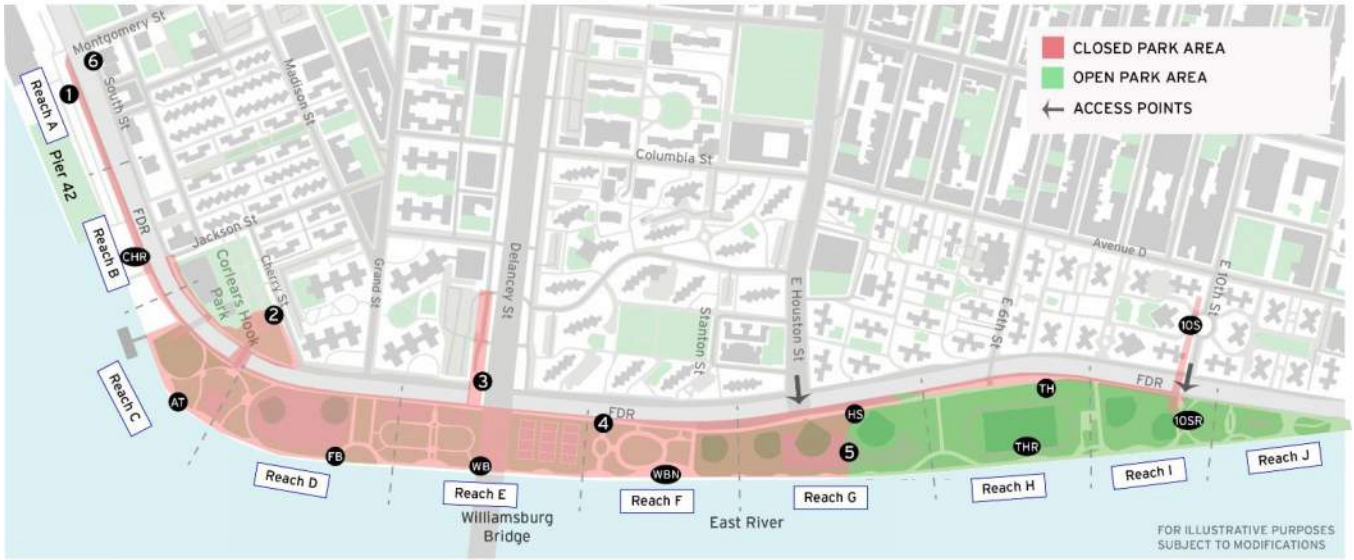 Montgomery St
6
Reach A
1
South St
Madison St
Pier 42
FDR
Reach B
CHR
Jackson St
Corlears Hook
Park
Cherry St
2
Reach C
AT
Grand St
Delancey St
3
FB
Reach D
WB
Reach E
Williamsburg
Bridge
Columbia St
Stanton St
E Houston St
4
FDR
WBN
Reach F
East River
HS
5
Reach G
Avenue D
E 6th St
E 10th St
10S
TH
FDR
10SR
THR
Reach H
Reach I
Reach J
CLOSED PARK AREA
OPEN PARK AREA
ACCESS POINTS
FOR ILLUSTRATIVE PURPOSES
SUBJECT TO MODIFICATIONS